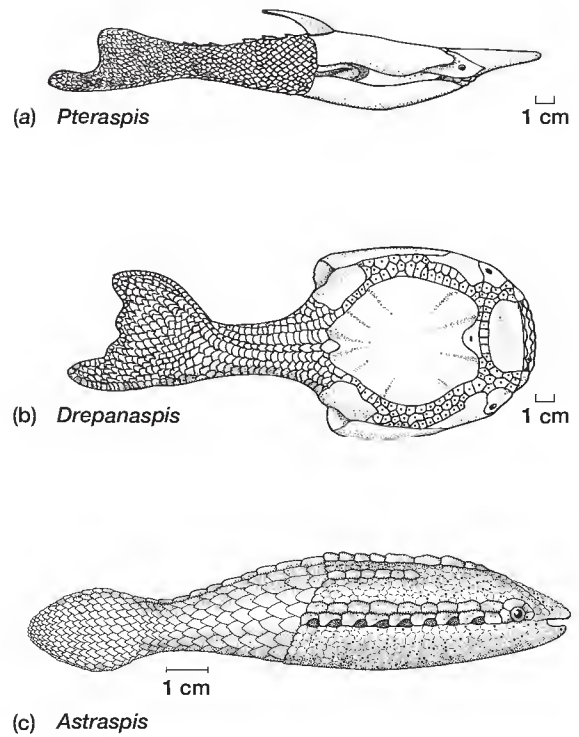 (a) Pteraspis 1 cm
(b) Drepanaspis 1 cm
1 cm
(c) Astraspis